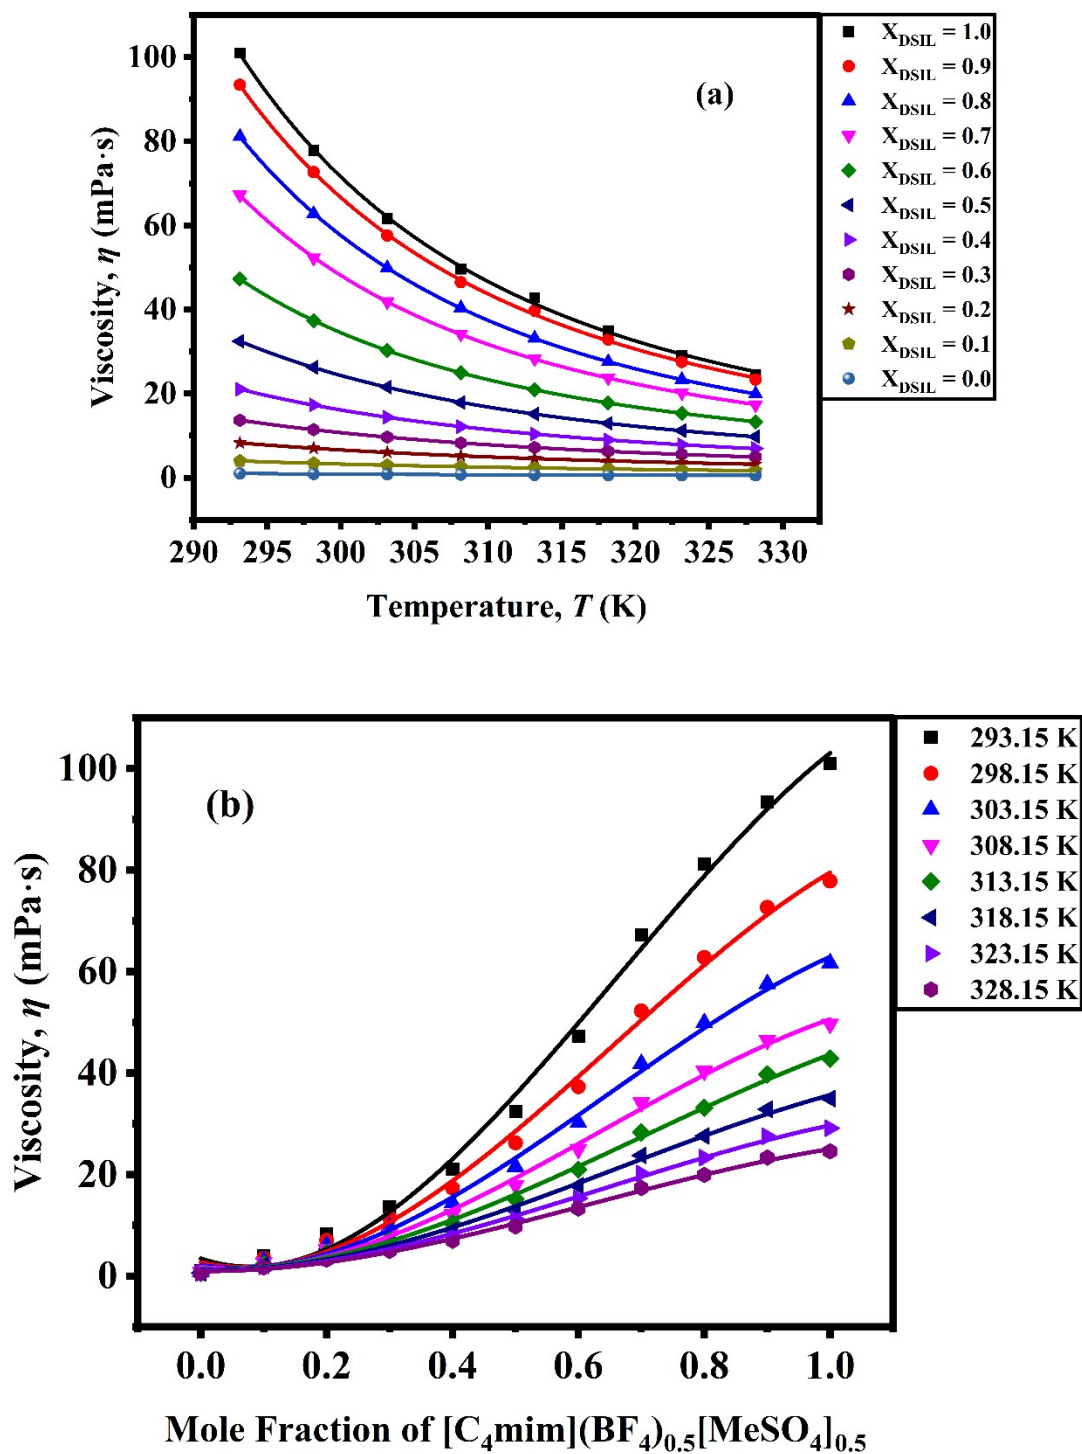 (a)
Viscosity, η (mPa·s)
100
80
60
40
20
0
290 295 300 305 310 315 320 325 330
Temperature, T (K)
X_DSIL = 1.0
X_DSIL = 0.9
X_DSIL = 0.8
X_DSIL = 0.7
X_DSIL = 0.6
X_DSIL = 0.5
X_DSIL = 0.4
X_DSIL = 0.3
X_DSIL = 0.2
X_DSIL = 0.1
X_DSIL = 0.0
(b)
Viscosity, η (mPa·s)
100
80
60
40
20
0
0.0 0.2 0.4 0.6 0.8 1.0
Mole Fraction of [C₄mim](BF₄)₀.₅[MeSO₄]₀.₅
293.15 K
298.15 K
303.15 K
308.15 K
313.15 K
318.15 K
323.15 K
328.15 K